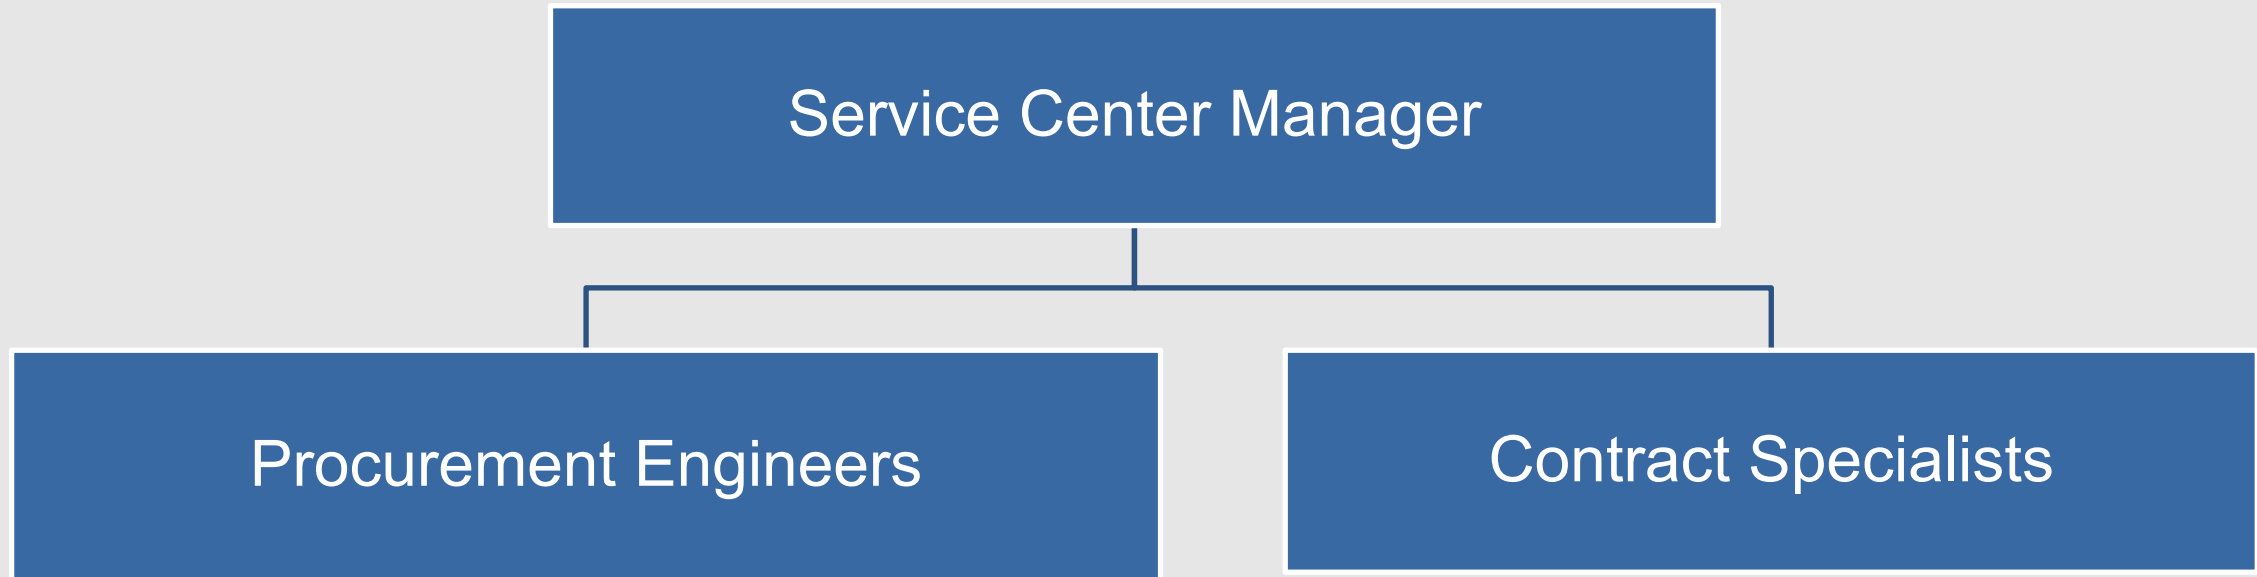 Service Center Manager
Procurement Engineers
Contract Specialists